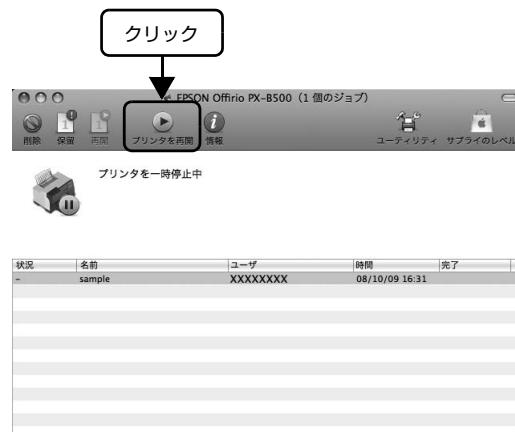 クリック
EPSON Offirio PX-B500（1 個のジョブ）
削除 保留 再開 プリンタを再開 情報 ユーティリティ サプライのレベル
プリンタを一時停止中
状況 名前 ユーザ 時間 完了
- sample XXXXXXXX 08/10/09 16:31